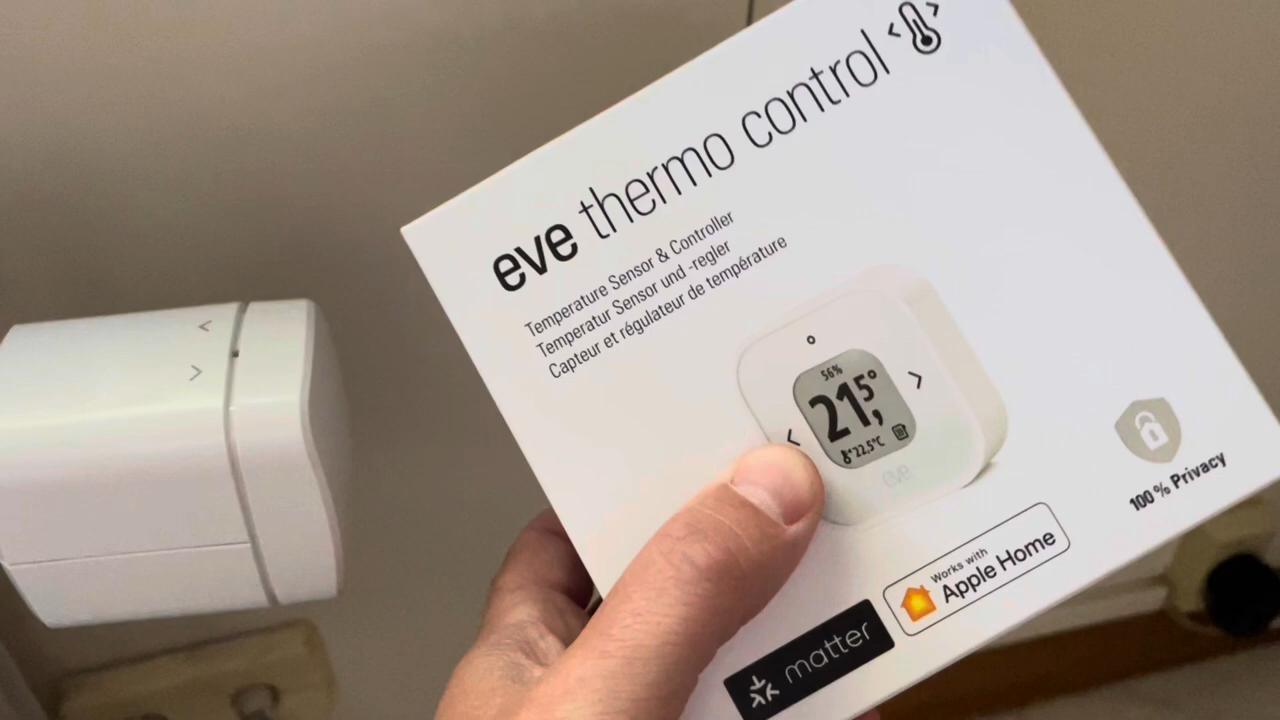 eve thermo control
Temperature Sensor & Controller
Temperatur Sensor und -regler
Capteur et régulateur de température
56%
21,5°
22,5°C
eve
100% Privacy
Works with
Apple Home
matter